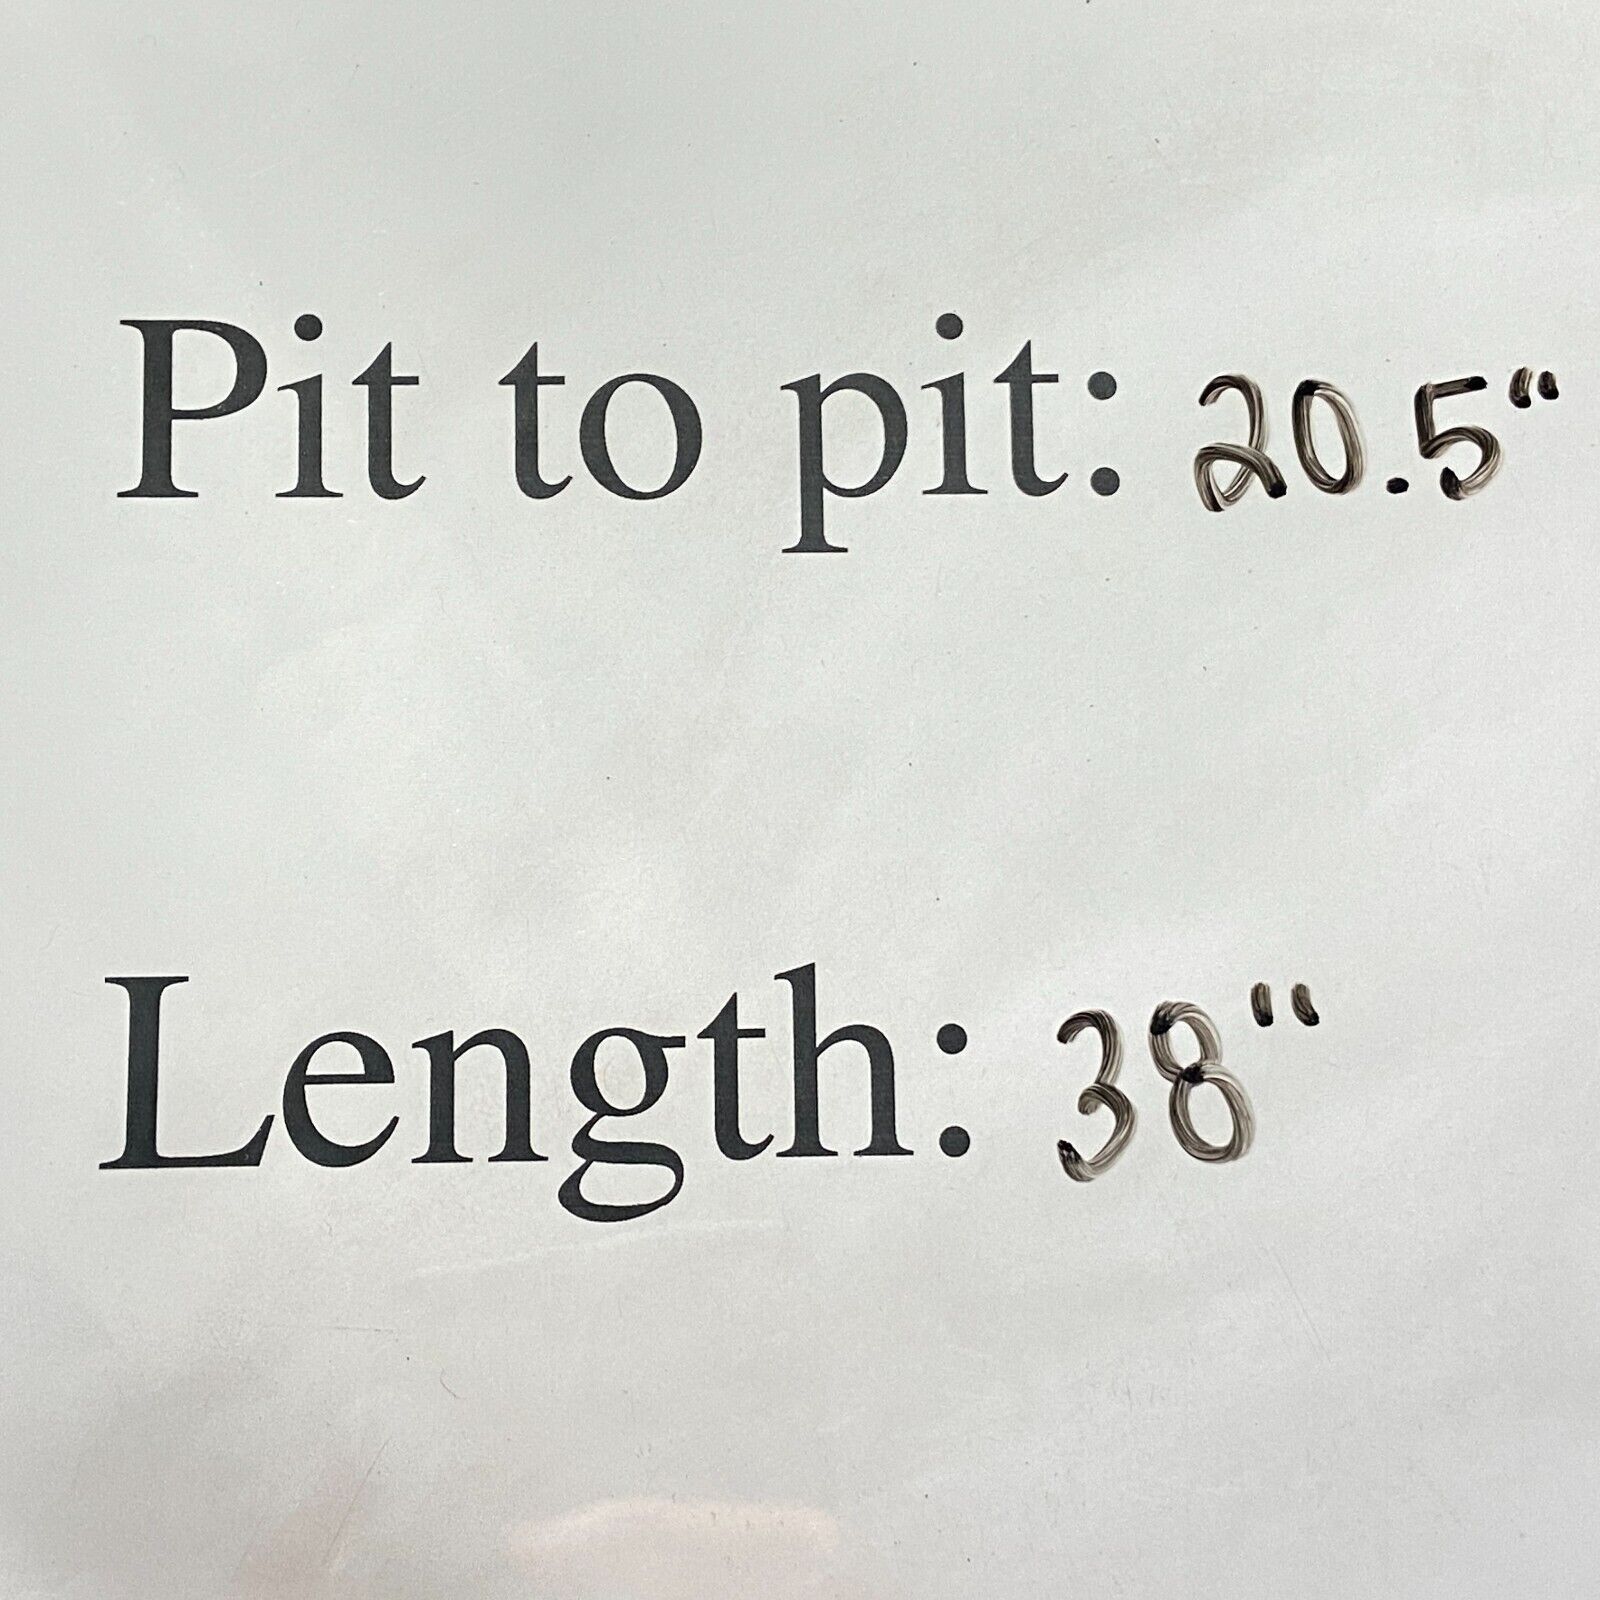 Pit to pit: 20.5"
Length: 38"